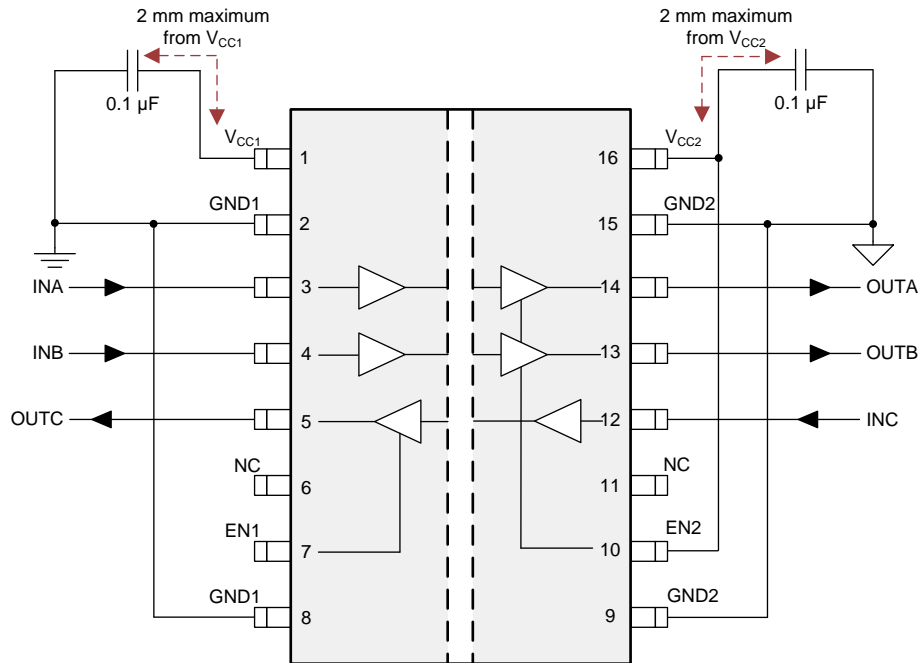 2 mm maximum
from VCC1
0.1 µF
2 mm maximum
from VCC2
0.1 µF
VCC1
1
16
VCC2
GND1
2
15
GND2
INA
3
14
OUTA
INB
4
13
OUTB
OUTC
5
12
INC
NC
6
11
NC
EN1
7
10
EN2
GND1
8
9
GND2